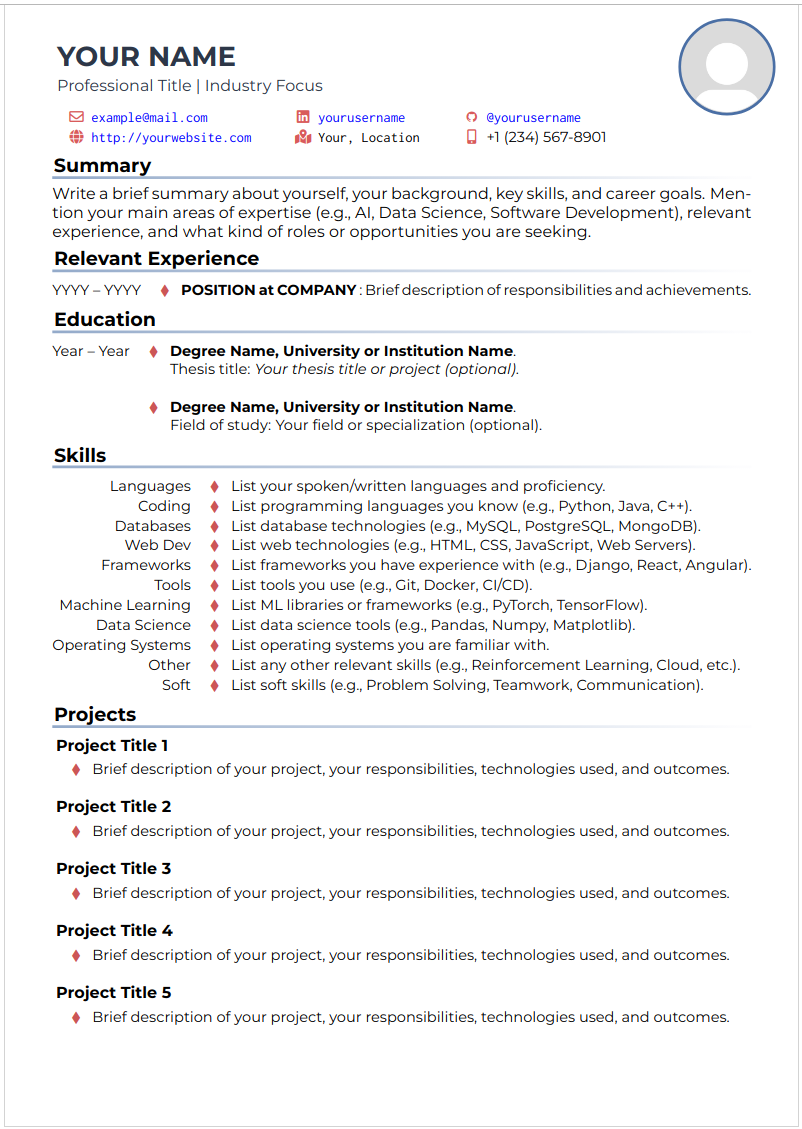 YOUR NAME
Professional Title | Industry Focus
example@mail.com yourusername @yourusername
http://yourwebsite.com Your, Location +1 (234) 567-8901
Summary
Write a brief summary about yourself, your background, key skills, and career goals. Men-
tion your main areas of expertise (e.g., AI, Data Science, Software Development), relevant
experience, and what kind of roles or opportunities you are seeking.
Relevant Experience
YYYY – YYYY ♦ POSITION at COMPANY : Brief description of responsibilities and achievements.
Education
Year – Year ♦ Degree Name, University or Institution Name.
Thesis title: Your thesis title or project (optional).
♦ Degree Name, University or Institution Name.
Field of study: Your field or specialization (optional).
Skills
Languages ♦ List your spoken/written languages and proficiency.
Coding ♦ List programming languages you know (e.g., Python, Java, C++).
Databases ♦ List database technologies (e.g., MySQL, PostgreSQL, MongoDB).
Web Dev ♦ List web technologies (e.g., HTML, CSS, JavaScript, Web Servers).
Frameworks ♦ List frameworks you have experience with (e.g., Django, React, Angular).
Tools ♦ List tools you use (e.g., Git, Docker, CI/CD).
Machine Learning ♦ List ML libraries or frameworks (e.g., PyTorch, TensorFlow).
Data Science ♦ List data science tools (e.g., Pandas, Numpy, Matplotlib).
Operating Systems ♦ List operating systems you are familiar with.
Other ♦ List any other relevant skills (e.g., Reinforcement Learning, Cloud, etc.).
Soft ♦ List soft skills (e.g., Problem Solving, Teamwork, Communication).
Projects
Project Title 1
♦ Brief description of your project, your responsibilities, technologies used, and outcomes.
Project Title 2
♦ Brief description of your project, your responsibilities, technologies used, and outcomes.
Project Title 3
♦ Brief description of your project, your responsibilities, technologies used, and outcomes.
Project Title 4
♦ Brief description of your project, your responsibilities, technologies used, and outcomes.
Project Title 5
♦ Brief description of your project, your responsibilities, technologies used, and outcomes.